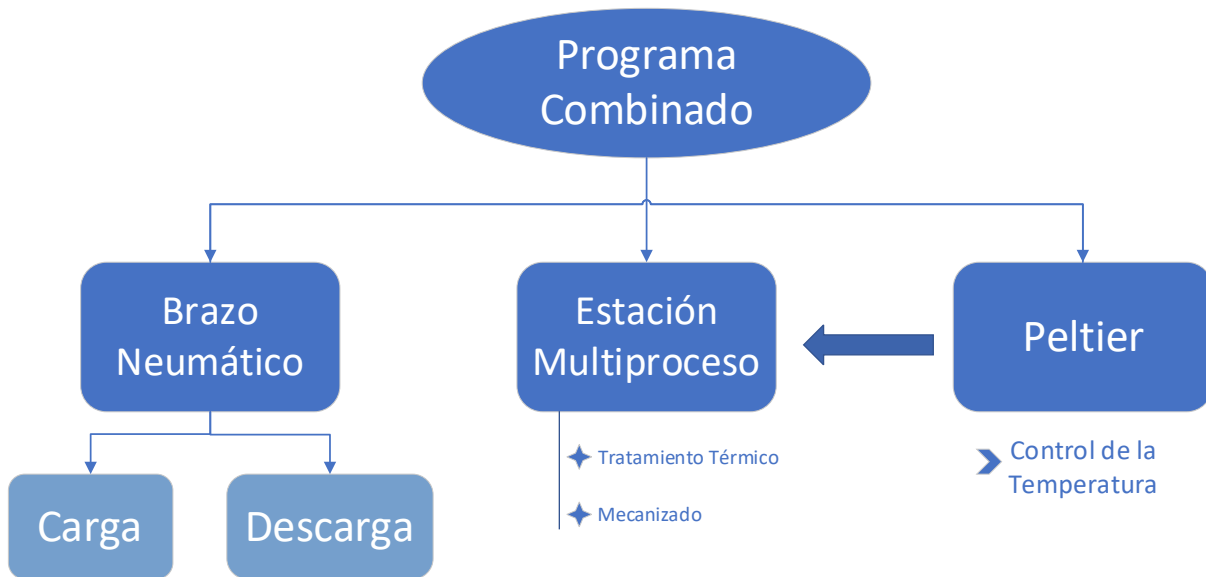 Programa
Combinado
Brazo
Neumático
Estación
Multiproceso
Peltier
Tratamiento Térmico
Mecanizado
Control de la
Temperatura
Carga
Descarga